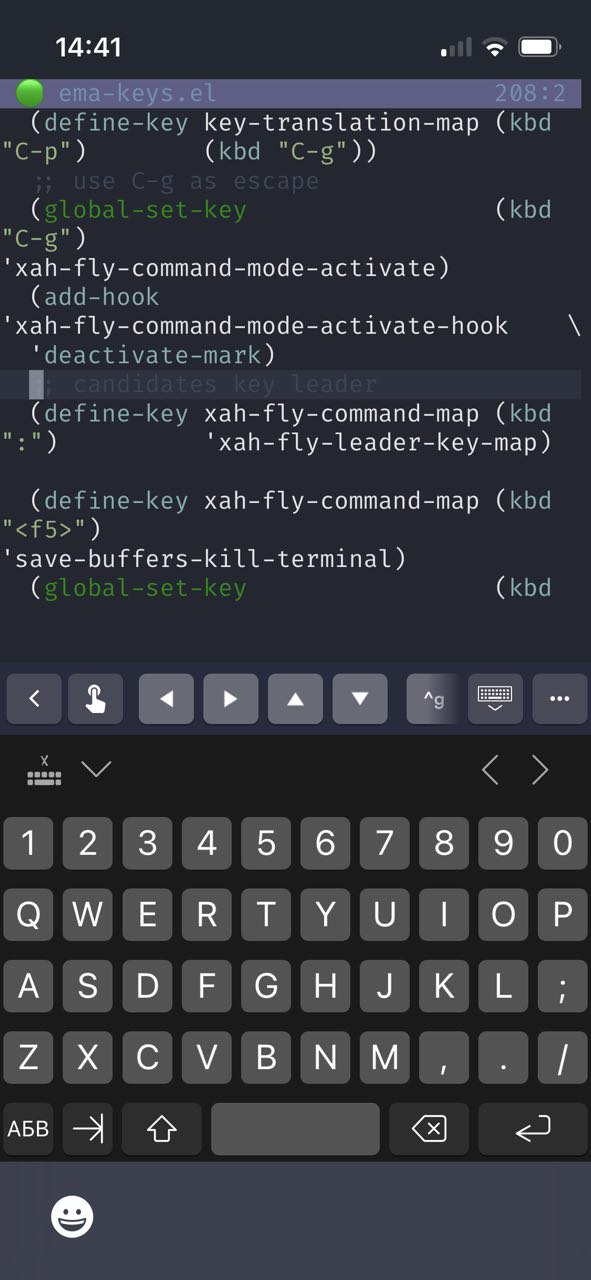 14:41
ema-keys.el 208:2
(define-key key-translation-map (kbd
"C-p") (kbd "C-g"))
;; use C-g as escape
(global-set-key (kbd
"C-g")
'xah-fly-command-mode-activate)
(add-hook
'xah-fly-command-mode-activate-hook \
'deactivate-mark)
;; candidates key leader
(define-key xah-fly-command-map (kbd
":") 'xah-fly-leader-key-map)
(define-key xah-fly-command-map (kbd
"<f5>")
'save-buffers-kill-terminal)
(global-set-key (kbd
^g
X
1 2 3 4 5 6 7 8 9 0
Q W E R T Y U I O P
A S D F G H J K L ;
Z X C V B N M , . /
АБВ